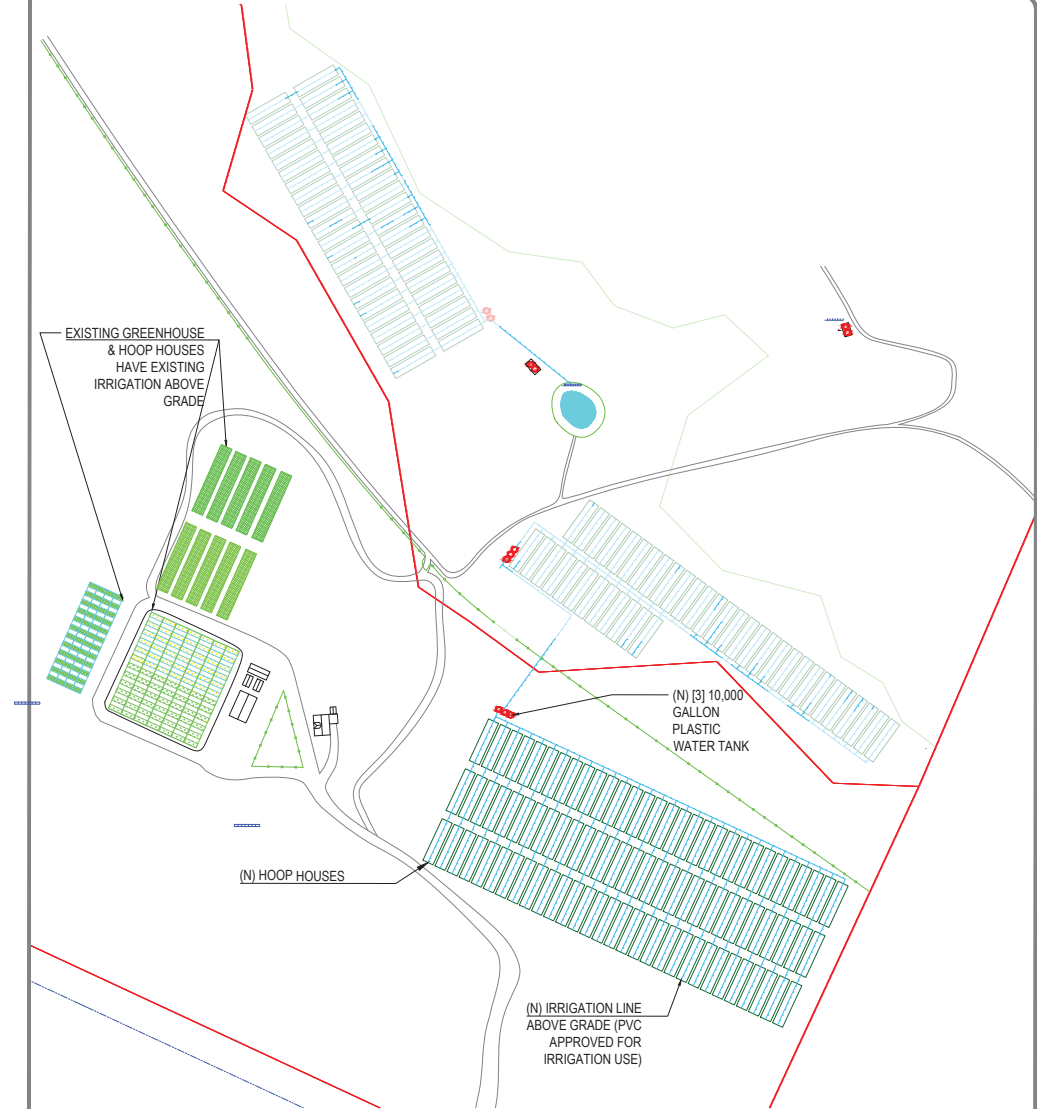 EXISTING GREENHOUSE
& HOOP HOUSES
HAVE EXISTING
IRRIGATION ABOVE
GRADE
(N) [3] 10,000
GALLON
PLASTIC
WATER TANK
(N) HOOP HOUSES
(N) IRRIGATION LINE
ABOVE GRADE (PVC
APPROVED FOR
IRRIGATION USE)